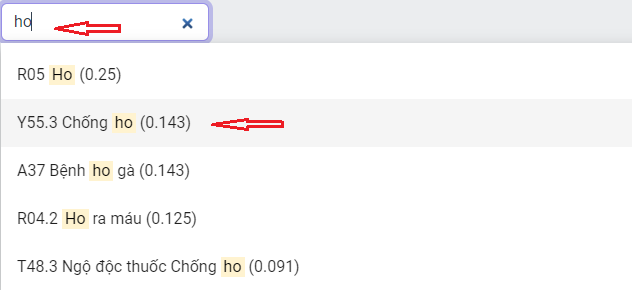 ho
R05 Ho (0.25)
Y55.3 Chống ho (0.143)
A37 Bệnh ho gà (0.143)
R04.2 Ho ra máu (0.125)
T48.3 Ngộ độc thuốc Chống ho (0.091)